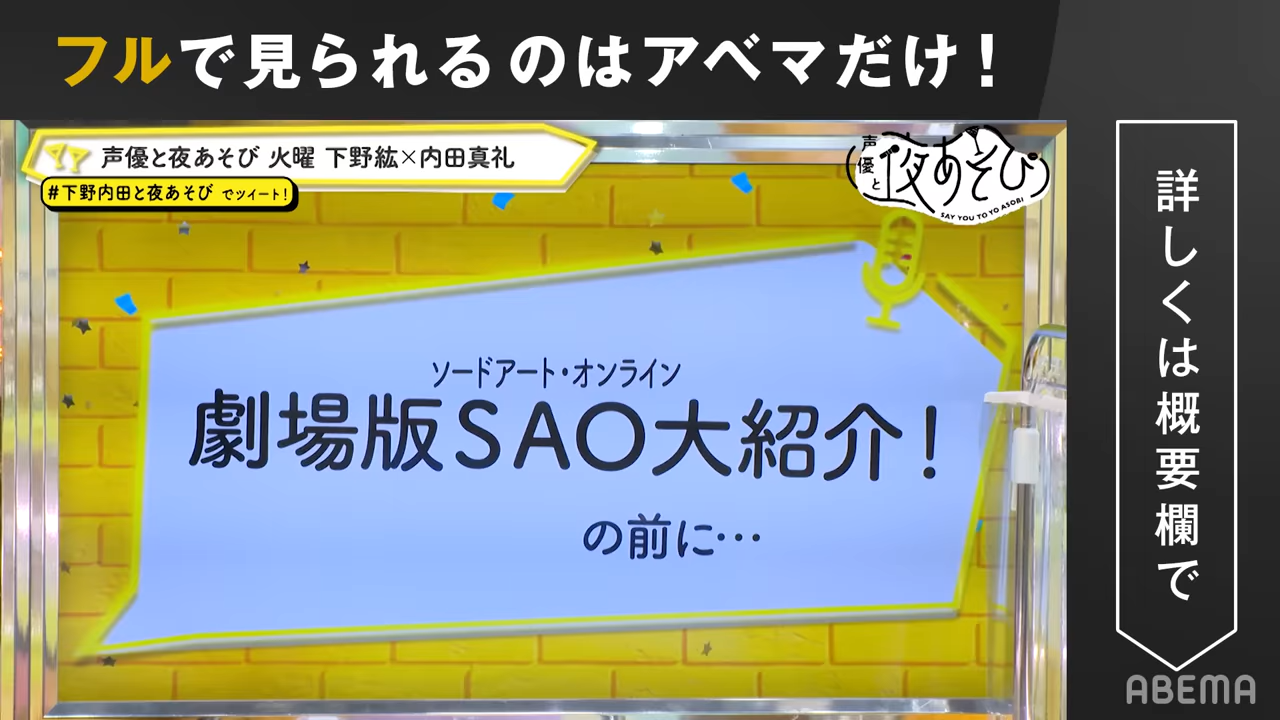 フルで見られるのはアベマだけ!
声優と夜あそび 火曜 下野紘×内田真礼
#下野内田と夜あそび でツイート!
声優と夜あそび
SAY YOU TO YO ASOBI
ソードアート・オンライン
劇場版SAO大紹介!
の前に…
詳しくは概要欄で
ABEMA